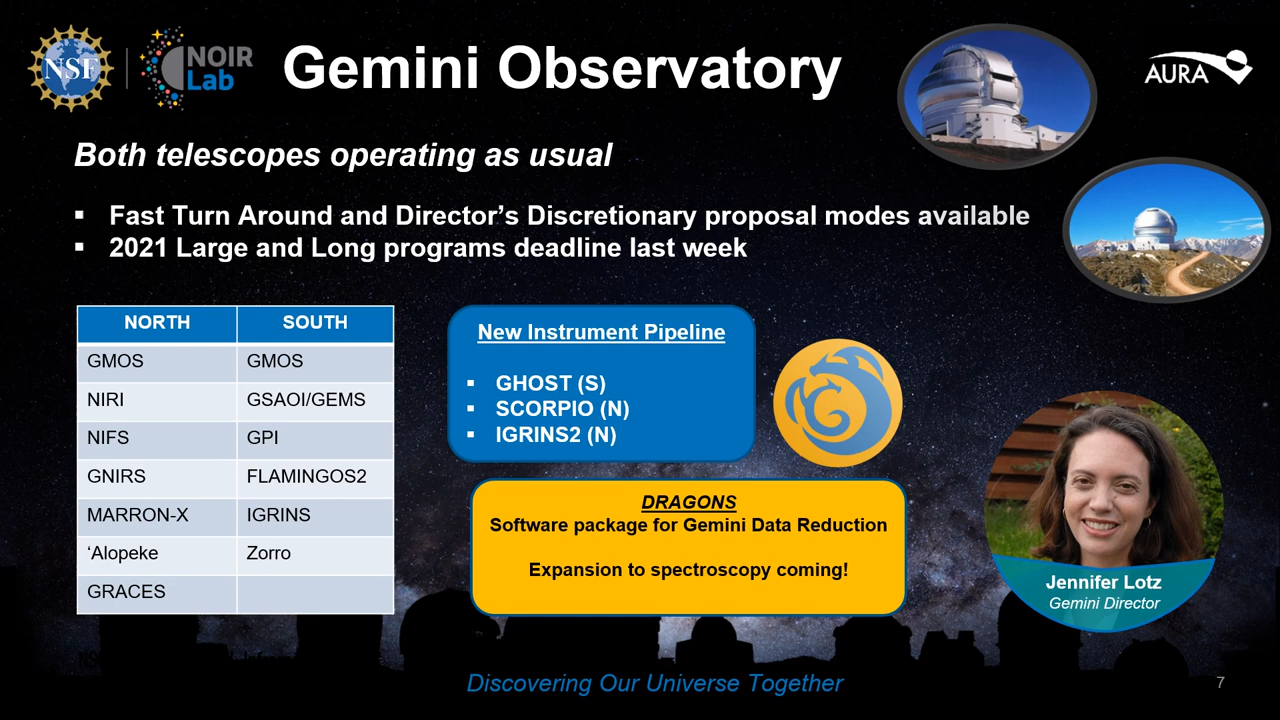 NSF
NOIR
Lab
Gemini Observatory
AURA
Both telescopes operating as usual
▪ Fast Turn Around and Director’s Discretionary proposal modes available
▪ 2021 Large and Long programs deadline last week
NORTH SOUTH
GMOS GMOS
NIRI GSAOI/GEMS
NIFS GPI
GNIRS FLAMINGOS2
MARRON-X IGRINS
‘Alopeke Zorro
GRACES
New Instrument Pipeline
▪ GHOST (S)
▪ SCORPIO (N)
▪ IGRINS2 (N)
DRAGONS
Software package for Gemini Data Reduction
Expansion to spectroscopy coming!
Jennifer Lotz
Gemini Director
Discovering Our Universe Together
7